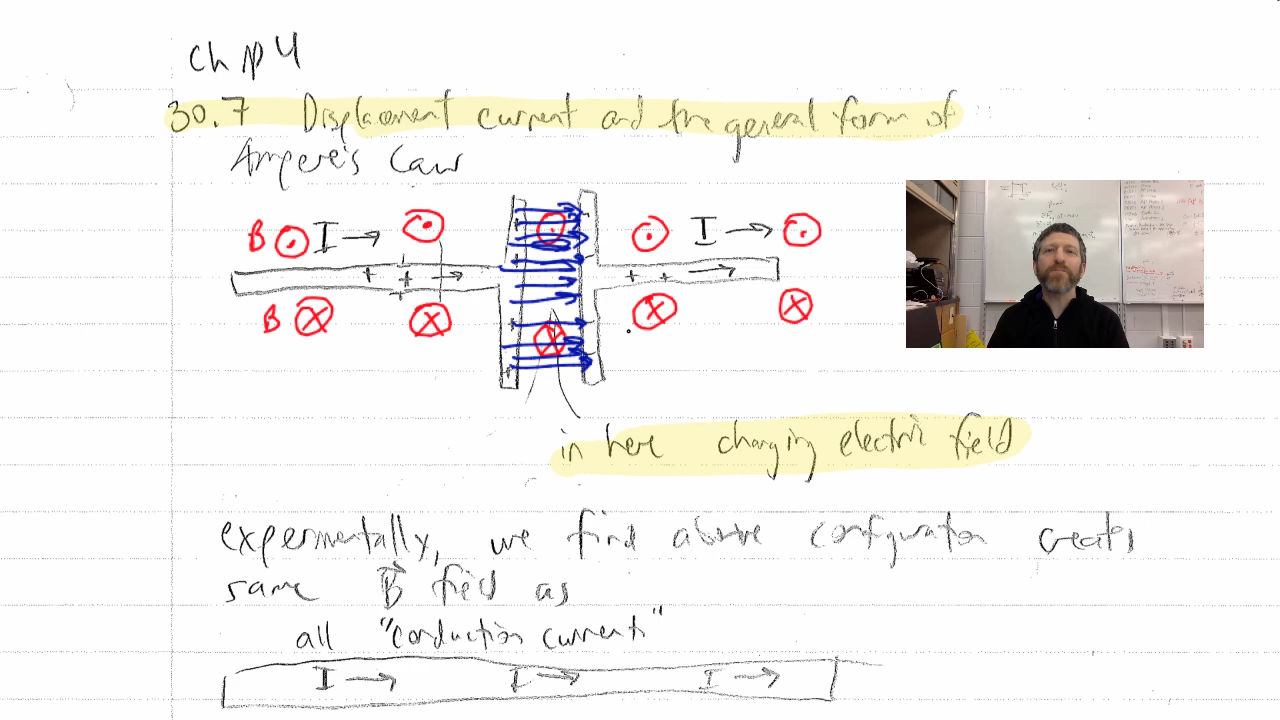 Ch 4
30.7 Displacement current and the general form of
Ampere's Law
B I → I →
+ + + → + + →
B
in here changing electric field
experimentally, we find above configuration creates
same B⃗ field as
all "conduction current"
I → I → I →